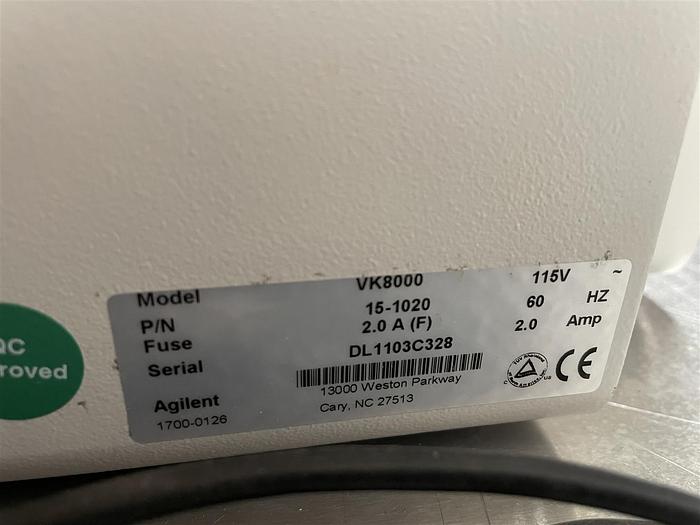 Model VK8000 115V ~
P/N 15-1020 60 HZ
Fuse 2.0 A (F) 2.0 Amp
Serial DL1103C328
Agilent 13000 Weston Parkway
1700-0126 Cary, NC 27513
CE
QC
roved